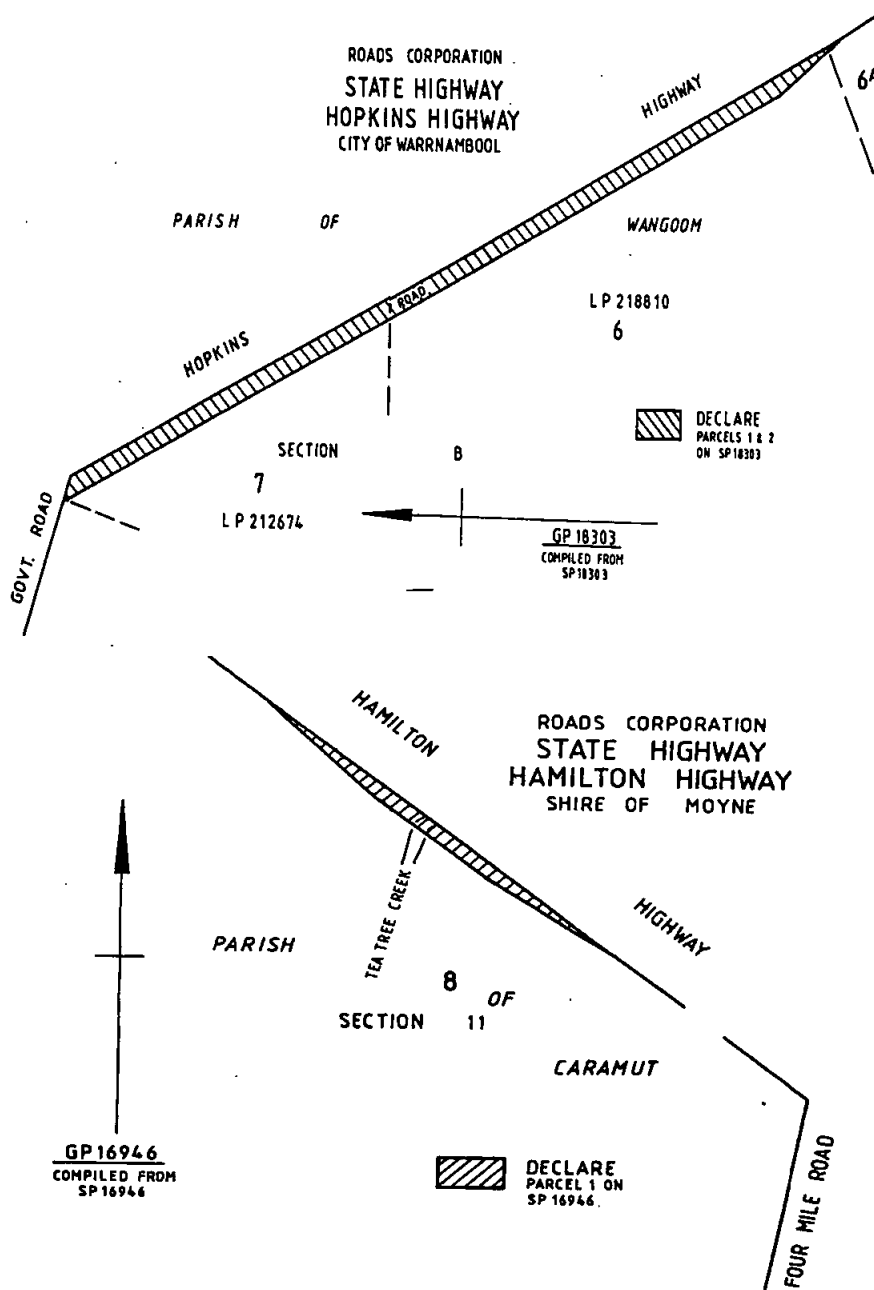 ROADS CORPORATION
STATE HIGHWAY
HOPKINS HIGHWAY
CITY OF WARRNAMBOOL
HIGHWAY
6A
PARISH OF WANGOOM
ROAD
LP 218810
6
HOPKINS
DECLARE
PARCELS 1 & 2
ON SP18303
SECTION B
7
LP 212674
GOVT. ROAD
GP 18303
COMPILED FROM
SP18303
HAMILTON
ROADS CORPORATION
STATE HIGHWAY
HAMILTON HIGHWAY
SHIRE OF MOYNE
TEA TREE CREEK
HIGHWAY
PARISH
8
OF
SECTION 11
CARAMUT
GP 16946
COMPILED FROM
SP 16946
DECLARE
PARCEL 1 ON
SP 16946
FOUR MILE ROAD